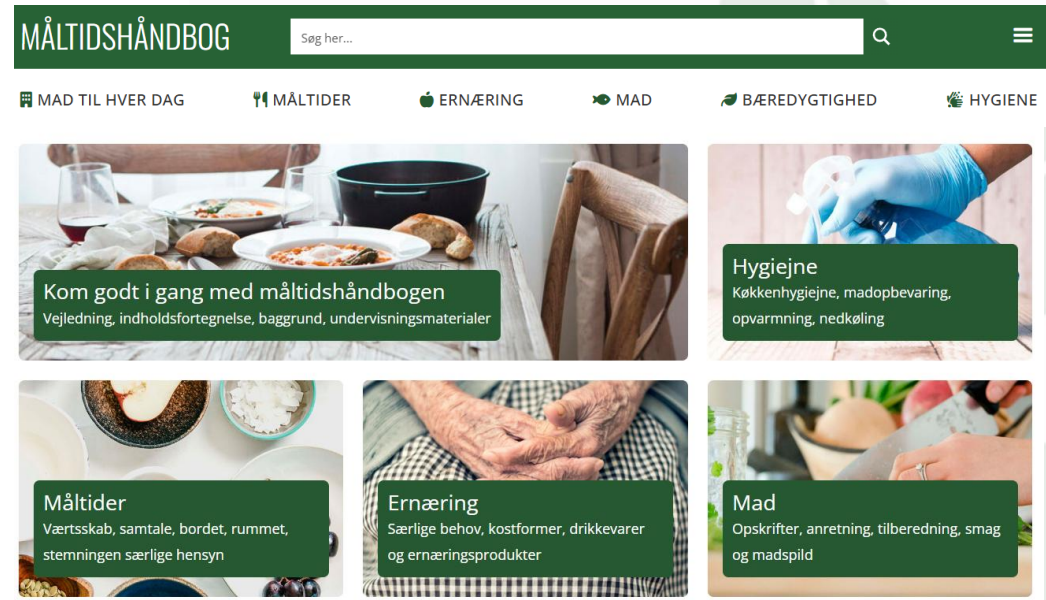 MÅLTIDSHÅNDBOG
Søg her...
MAD TIL HVER DAG
MÅLTIDER
ERNÆRING
MAD
BÆREDYGTIGHED
HYGIENE
Kom godt i gang med måltidshåndbogen
Vejledning, indholdsfortegnelse, baggrund, undervisningsmaterialer
Hygiejne
Køkkenhygiejne, madopbevaring,
opvarmning, nedkøling
Måltider
Værtsskab, samtale, bordet, rummet,
stemningen særlige hensyn
Ernæring
Særlige behov, kostformer, drikkevarer
og ernæringsprodukter
Mad
Opskrifter, anretning, tilberedning, smag
og madspild